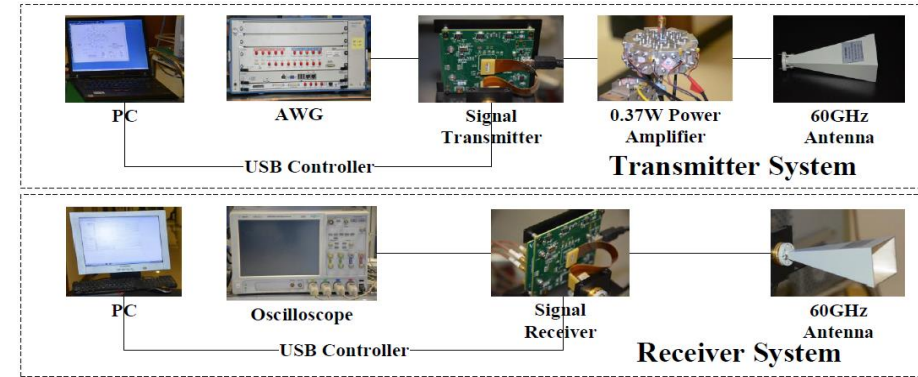 PC
AWG
Signal
Transmitter
0.37W Power
Amplifier
60GHz
Antenna
USB Controller
Transmitter System
PC
Oscilloscope
Signal
Receiver
60GHz
Antenna
USB Controller
Receiver System